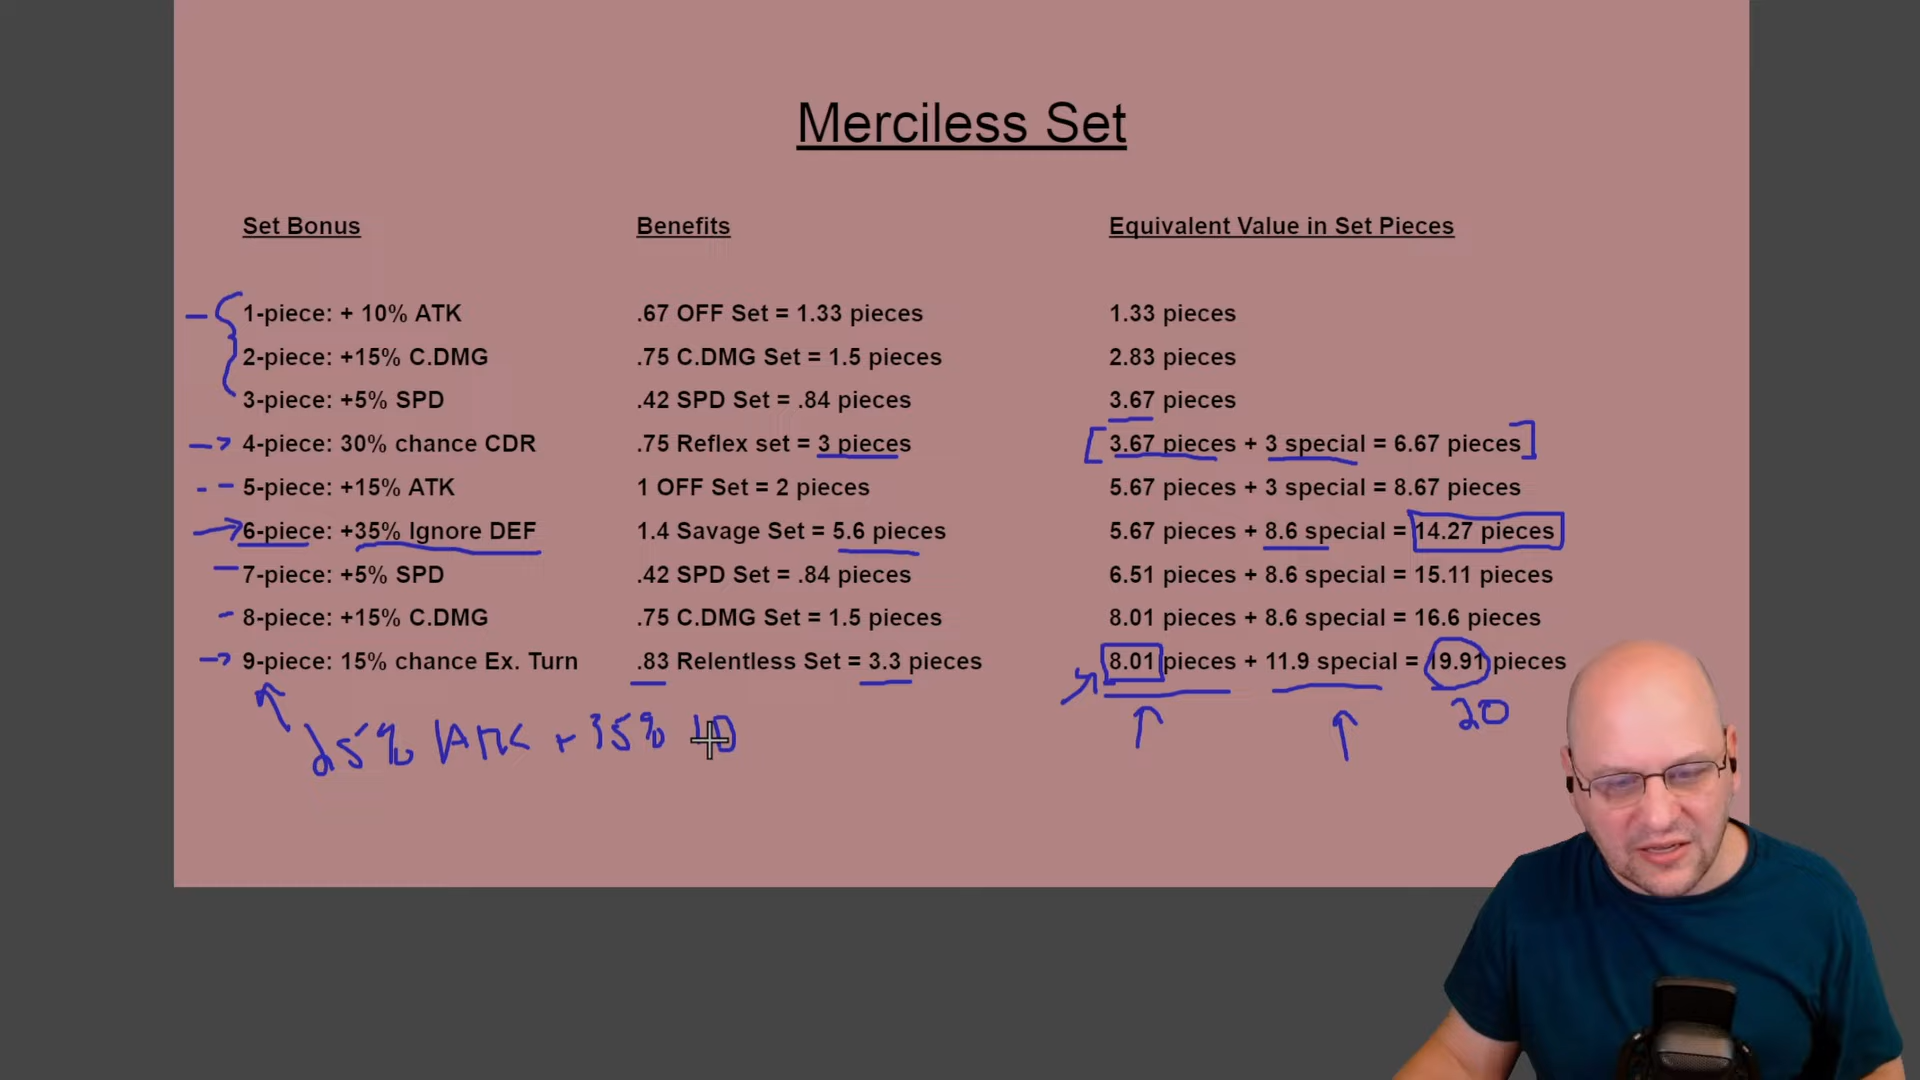 Merciless Set
Set Bonus Benefits Equivalent Value in Set Pieces
1-piece: + 10% ATK .67 OFF Set = 1.33 pieces 1.33 pieces
2-piece: +15% C.DMG .75 C.DMG Set = 1.5 pieces 2.83 pieces
3-piece: +5% SPD .42 SPD Set = .84 pieces 3.67 pieces
4-piece: 30% chance CDR .75 Reflex set = 3 pieces 3.67 pieces + 3 special = 6.67 pieces
5-piece: +15% ATK 1 OFF Set = 2 pieces 5.67 pieces + 3 special = 8.67 pieces
6-piece: +35% Ignore DEF 1.4 Savage Set = 5.6 pieces 5.67 pieces + 8.6 special = 14.27 pieces
7-piece: +5% SPD .42 SPD Set = .84 pieces 6.51 pieces + 8.6 special = 15.11 pieces
8-piece: +15% C.DMG .75 C.DMG Set = 1.5 pieces 8.01 pieces + 8.6 special = 16.6 pieces
9-piece: 15% chance Ex. Turn .83 Relentless Set = 3.3 pieces 8.01 pieces + 11.9 special = 19.91 pieces
20
25% ATK + 35% ID